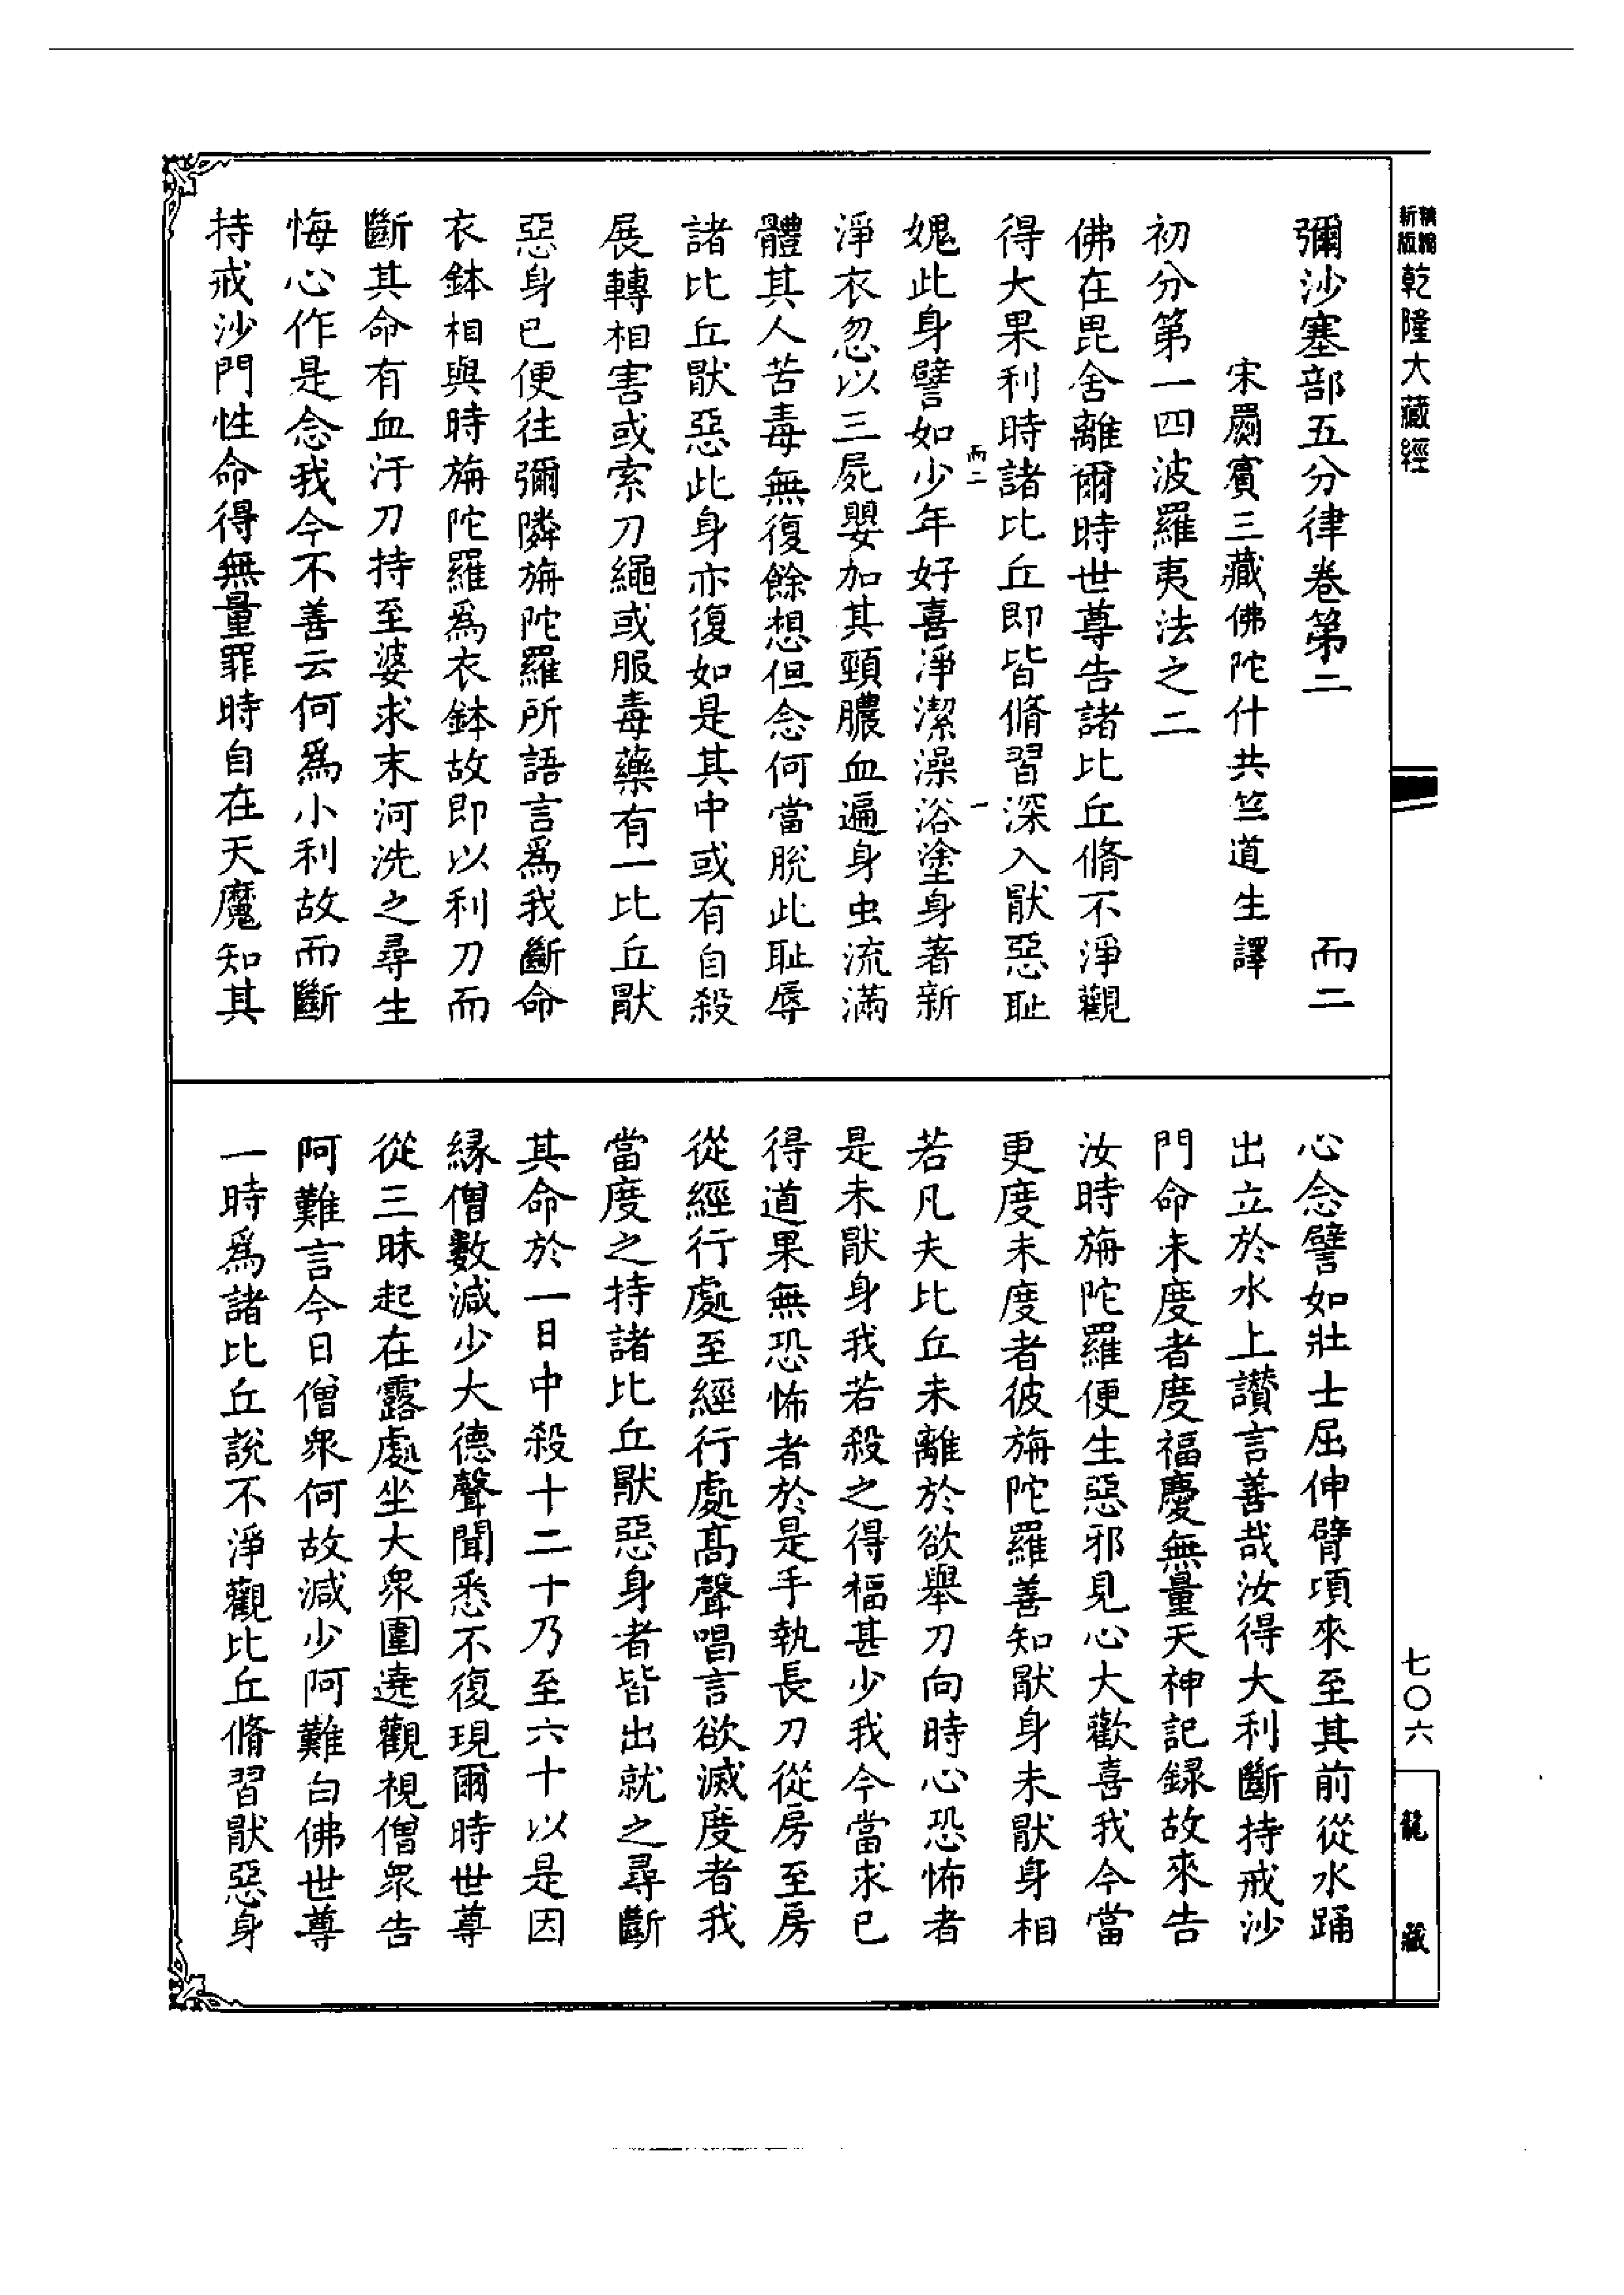 新版精縮乾隆大藏經
七〇六
龍藏
彌沙塞部五分律卷第二　而二
宋罽賓三藏佛陀什共竺道生譯
初分第一四波羅夷法之二
佛在毘舍離爾時世尊告諸比丘脩不淨觀
得大果利時諸比丘即皆脩習深入厭惡恥
而二　一
媿此身譬如少年好喜淨潔澡浴塗身著新
淨衣忽以三屍嬰加其頸膿血遍身虫流滿
體其人苦毒無復餘想但念何當脫此恥辱
諸比丘厭惡此身亦復如是其中或有自殺
展轉相害或索刀繩或服毒藥有一比丘厭
惡身已便往彌隣旃陀羅所語言為我斷命
衣鉢相與時旃陀羅為衣鉢故即以利刀而
斷其命有血汙刀持至婆求末河洗之尋生
悔心作是念我今不善云何為小利故而斷
持戒沙門性命得無量罪時自在天魔知其
心念譬如壯士屈伸臂項來至其前從水踊
出立於水上讚言善哉汝得大利斷持戒沙
門命未度者度福慶無量天神記録故來告
汝時旃陀羅便生惡邪見心大歡喜我今當
更度未度者彼旃陀羅善知厭身未厭身相
若凡夫比丘未離於欲舉刀向時心恐怖者
是未厭身我若殺之得福甚少我今當求已
得道果無恐怖者於是手執長刀從房至房
從經行處至經行處高聲唱言欲滅度者我
當度之持諸比丘厭惡身者皆出就之尋斷
其命於一日中殺十二十乃至六十以是因
緣僧數減少大德聲聞悉不復現爾時世尊
從三昧起在露處坐大眾圍遶觀視僧眾告
阿難言今日僧眾何故減少阿難白佛世尊
一時為諸比丘說不淨觀比丘脩習厭惡身